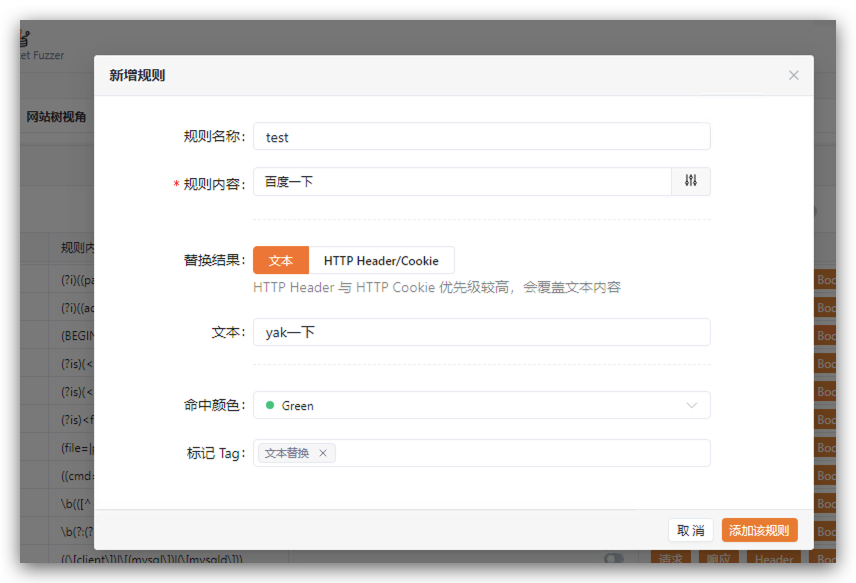 et Fuzzer
新增规则
网站树视角
规则名称:
test
* 规则内容:
百度一下
替换结果:
文本
HTTP Header/Cookie
HTTP Header 与 HTTP Cookie 优先级较高，会覆盖文本内容
文本:
yak一下
命中颜色:
Green
标记 Tag:
文本替换
取 消
添加该规则
规则内
(?i)((pa
(?i)((ac
(BEGIN
(?is)(<
(?is)(<
(?is)<f
(file=|p
((cmd=
\b(([^
\b(?:(?
((\[client\])|\[(mysql\])|(\[mysqld\]))
请求
响应
Header
Boo
Boo
Boo
Boo
Boo
Boo
Boo
Boo
Boo
Boo
Boo